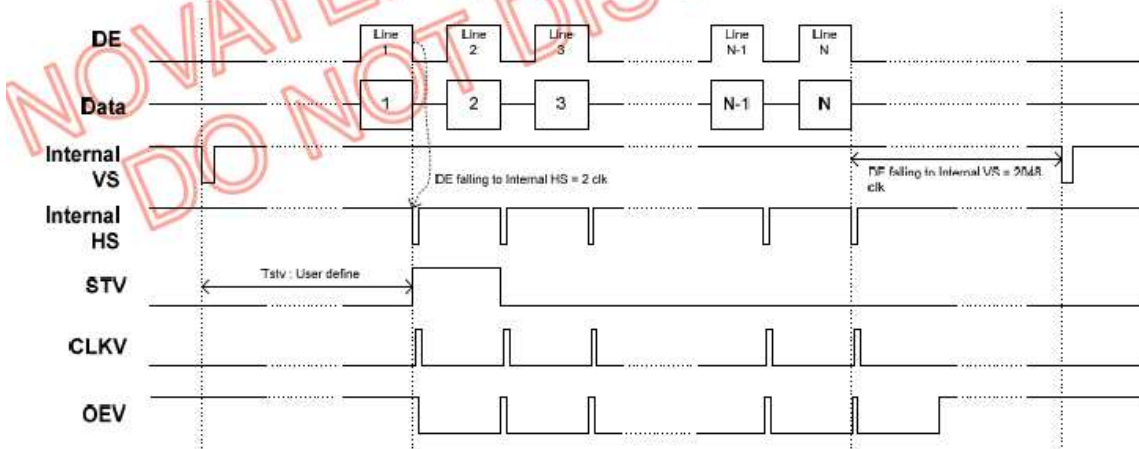 NOVATE
DO NOT DIS
DE
Line 1
Line 2
Line 3
Line N-1
Line N
Data
1
2
3
N-1
N
Internal VS
DE falling to Internal HS = 2 clk
DE falling to Internal VS = 2048 clk
Internal HS
STV
Tstv : User define
CLKV
OEV